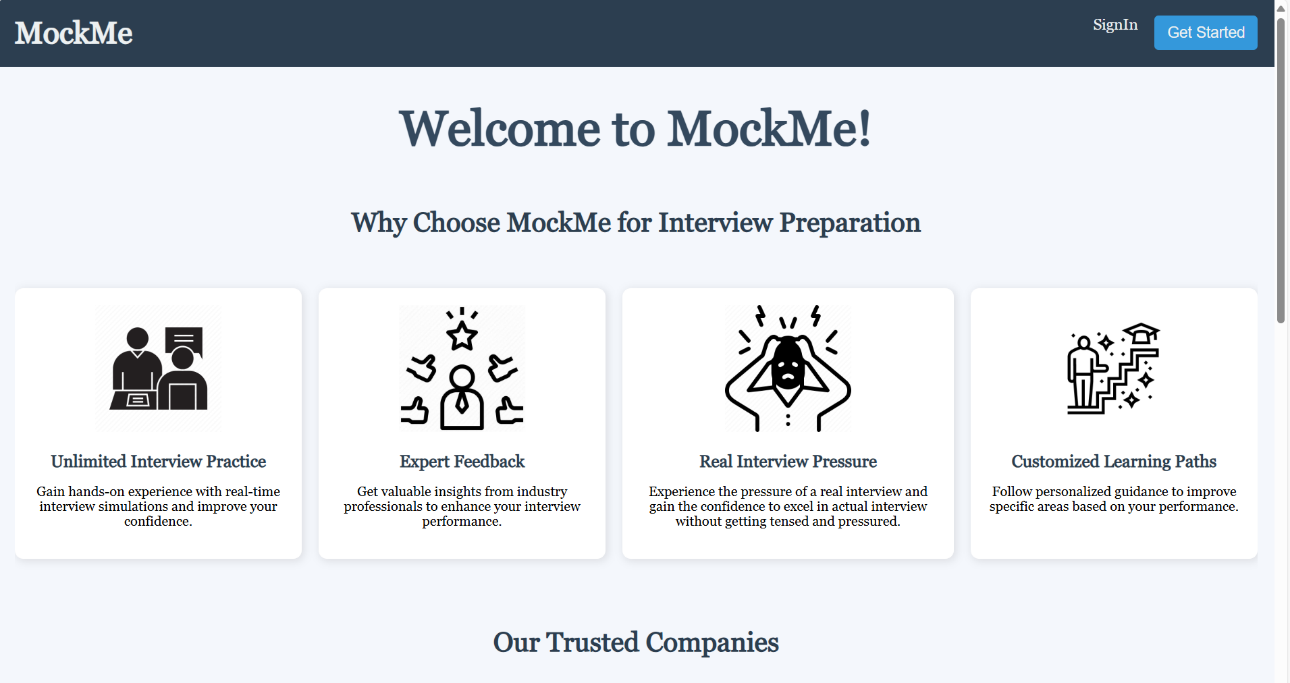 MockMe
SignIn
Get Started
Welcome to MockMe!
Why Choose MockMe for Interview Preparation
Unlimited Interview Practice
Gain hands-on experience with real-time
interview simulations and improve your
confidence.
Expert Feedback
Get valuable insights from industry
professionals to enhance your interview
performance.
Real Interview Pressure
Experience the pressure of a real interview and
gain the confidence to excel in actual interview
without getting tensed and pressured.
Customized Learning Paths
Follow personalized guidance to improve
specific areas based on your performance.
Our Trusted Companies